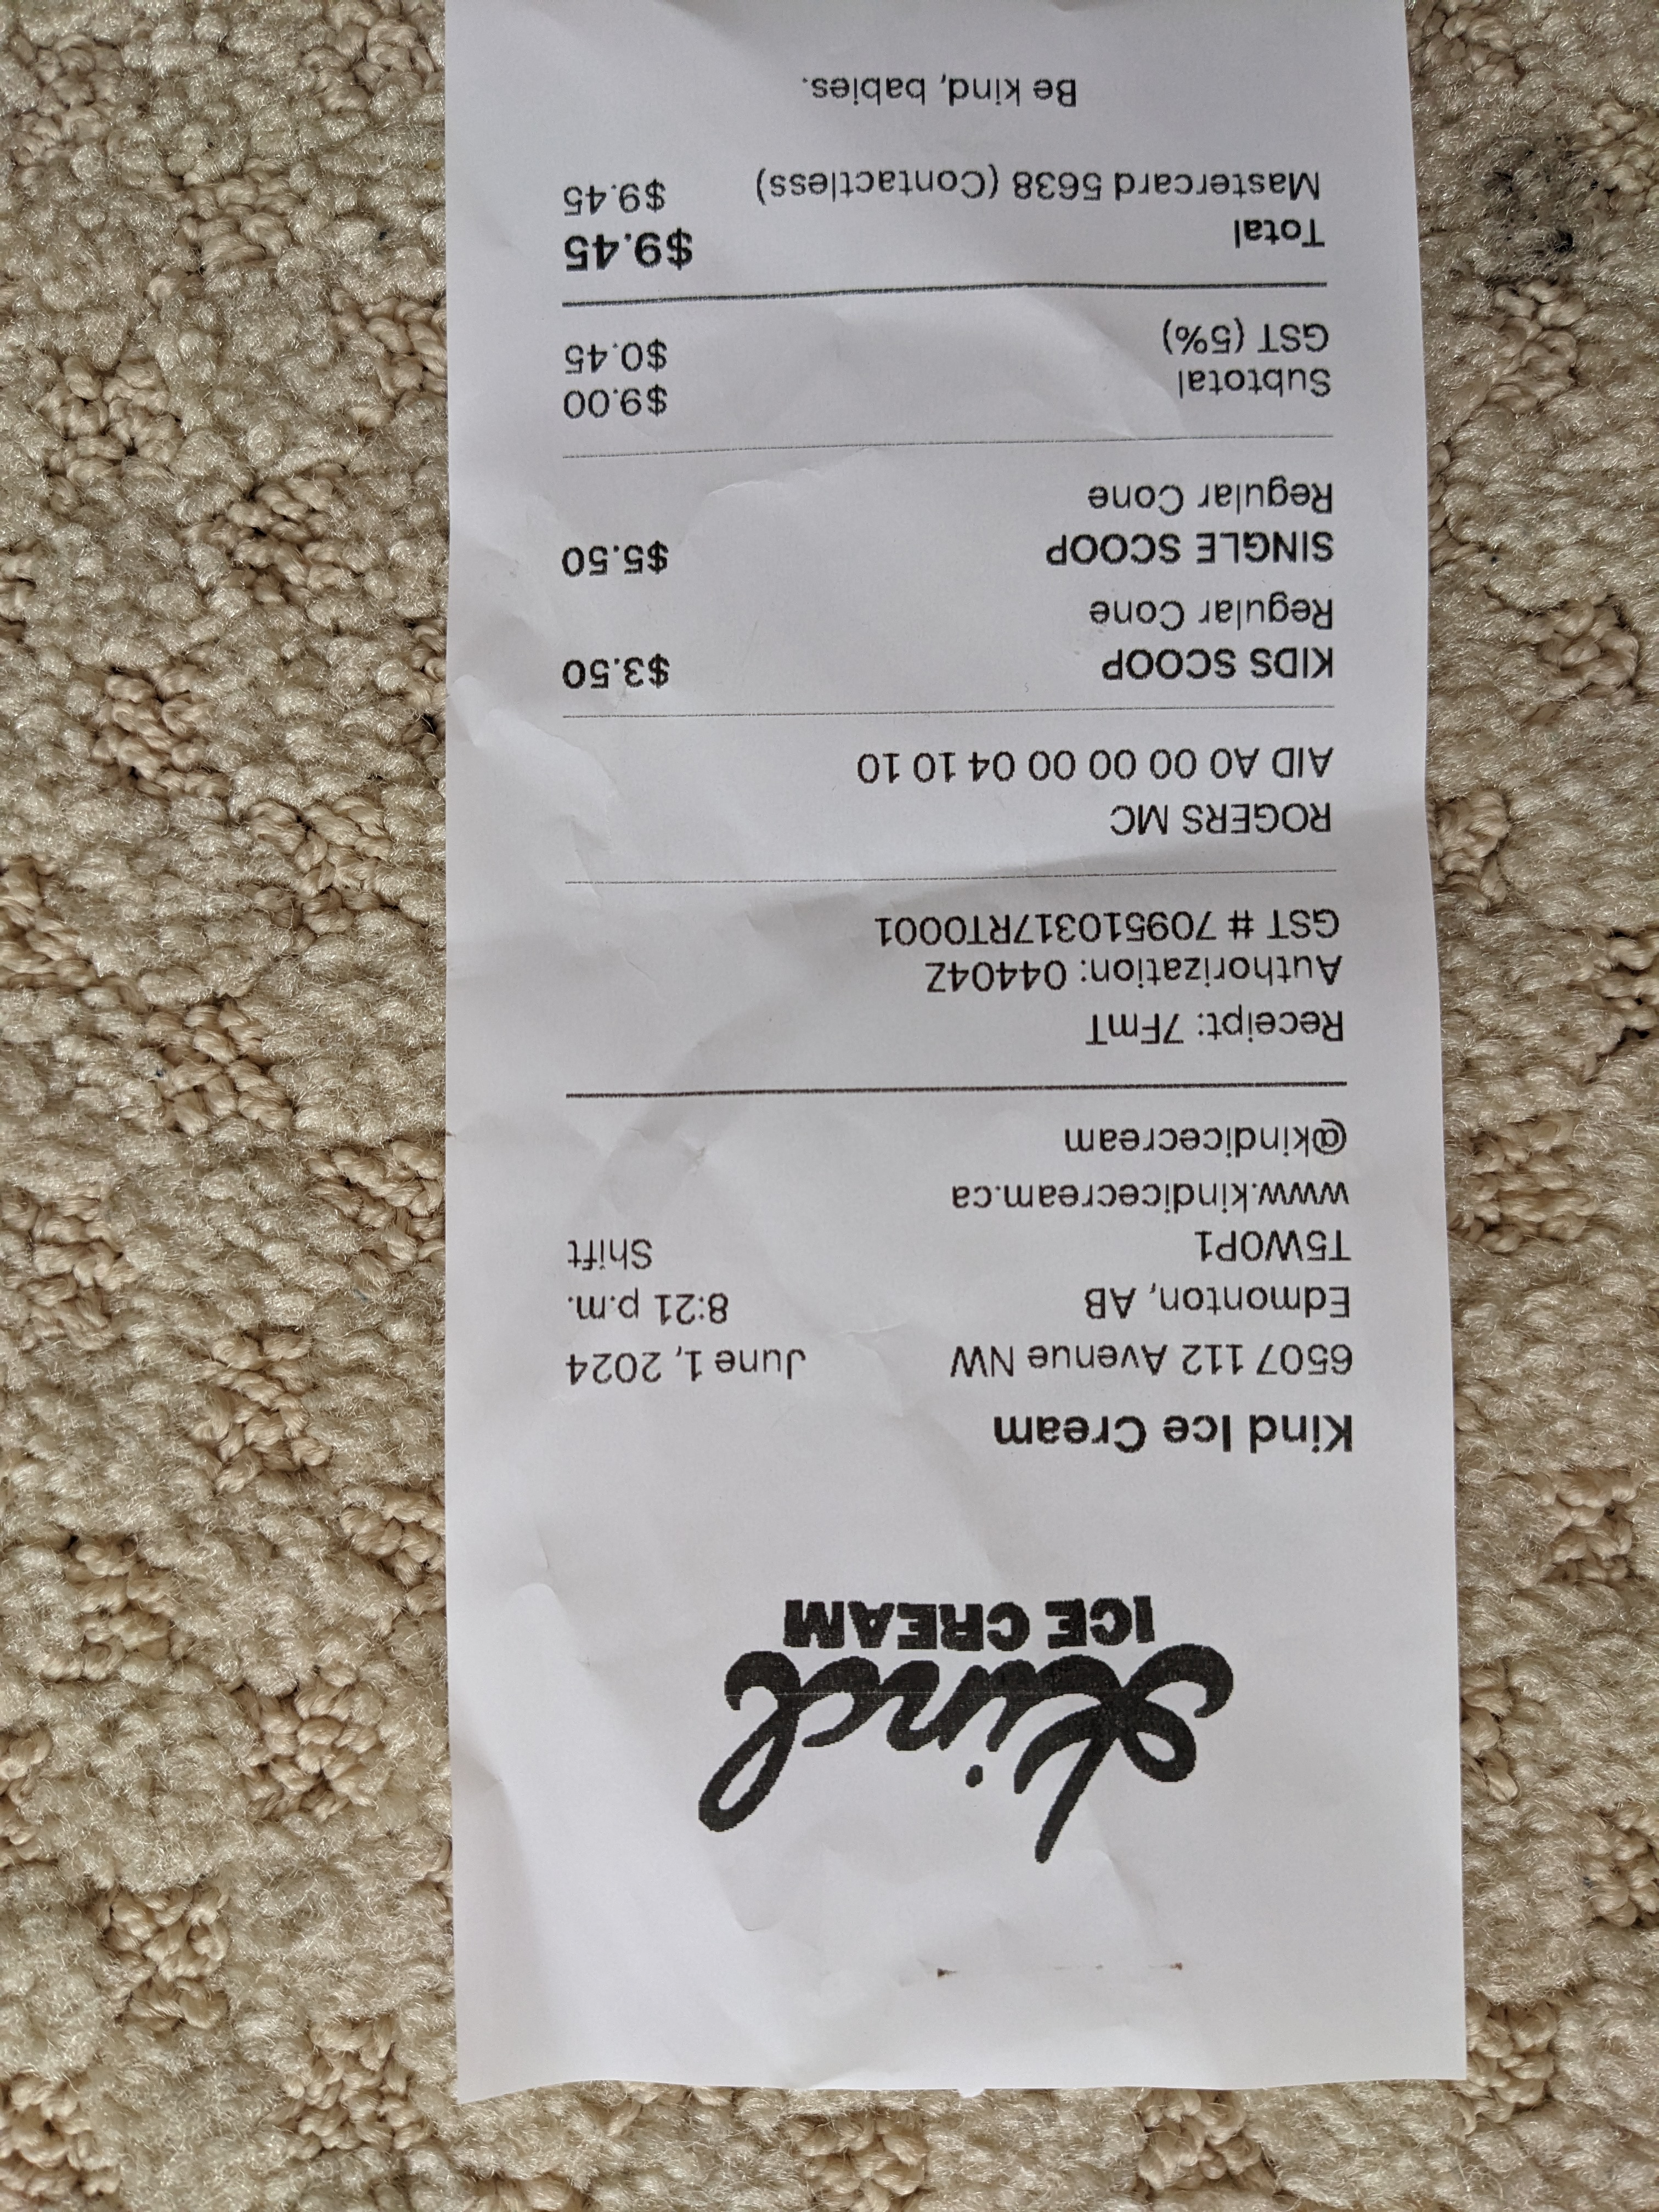 Kind
ICE CREAM
Kind Ice Cream
6507 112 Avenue NW June 1, 2024
Edmonton, AB 8:21 p.m.
T5W0P1 Shift
www.kindicecream.ca
@kindicecream
Receipt: 7FmT
Authorization: 04404Z
GST # 709510317RT0001
ROGERS MC
AID A0 00 00 00 04 10 10
KIDS SCOOP $3.50
Regular Cone
SINGLE SCOOP $5.50
Regular Cone
Subtotal $9.00
GST (5%) $0.45
Total $9.45
Mastercard 5638 (Contactless) $9.45
Be kind, babies.